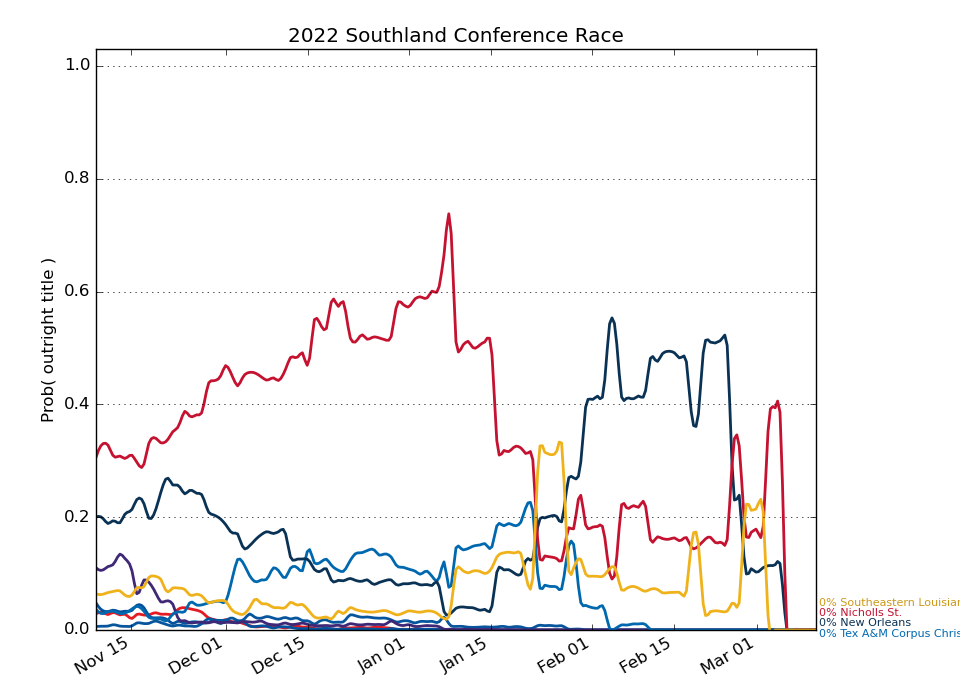 2022 Southland Conference Race
Prob( outright title )
1.0
0.8
0.6
0.4
0.2
0.0
Nov 15
Dec 01
Dec 15
Jan 01
Jan 15
Feb 01
Feb 15
Mar 01
0% Southeastern Louisian
0% Nicholls St.
0% New Orleans
0% Tex A&M Corpus Chris